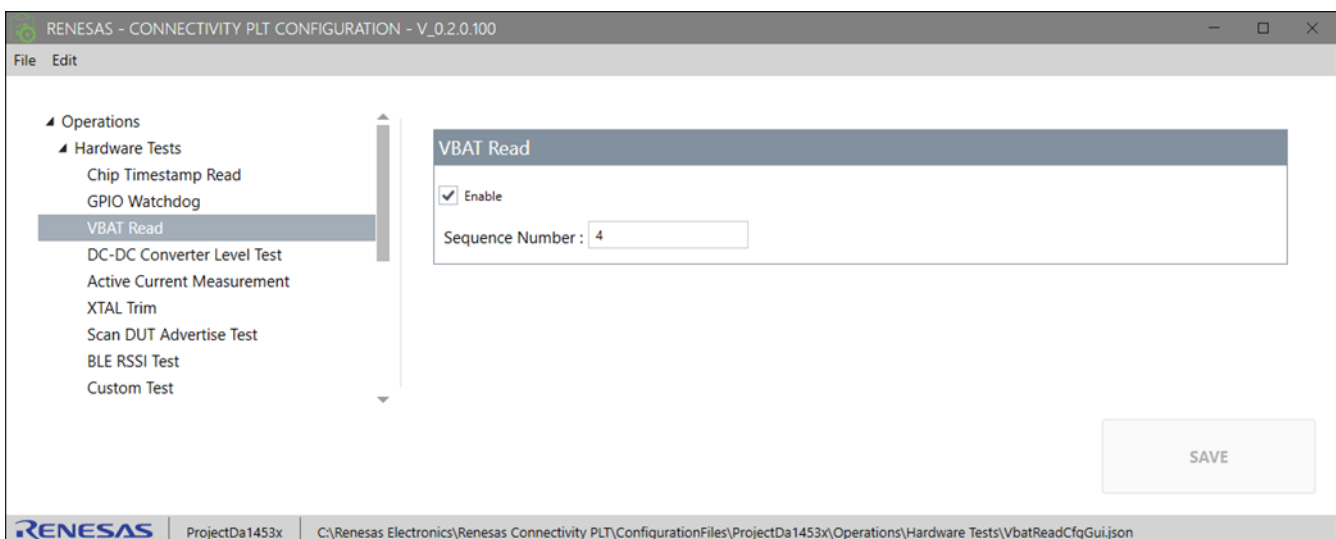 RENESAS - CONNECTIVITY PLT CONFIGURATION - V_0.2.0.100
File Edit
Operations
Hardware Tests
Chip Timestamp Read
GPIO Watchdog
VBAT Read
DC-DC Converter Level Test
Active Current Measurement
XTAL Trim
Scan DUT Advertise Test
BLE RSSI Test
Custom Test
VBAT Read
Enable
Sequence Number : 4
SAVE
RENESAS ProjectDa1453x C:\Renesas Electronics\Renesas Connectivity PLT\ConfigurationFiles\ProjectDa1453x\Operations\Hardware Tests\VbatReadCfgGui.json